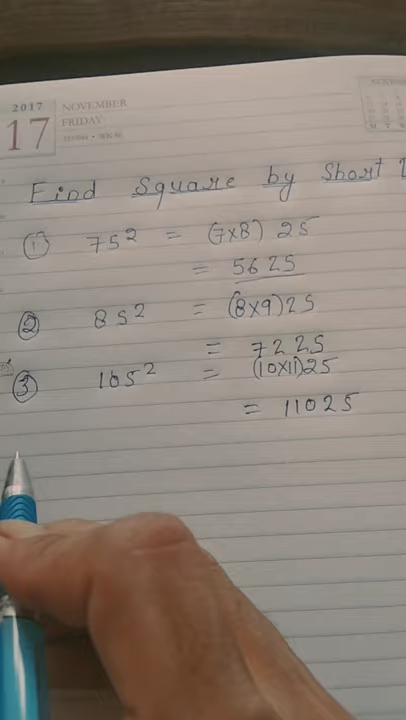 2017
17
NOVEMBER
FRIDAY
Find Square by Short
① 75² = (7×8) 25
= 5625
② 85² = (8×9)25
= 7225
③ 105² = (10×11)25
= 11025